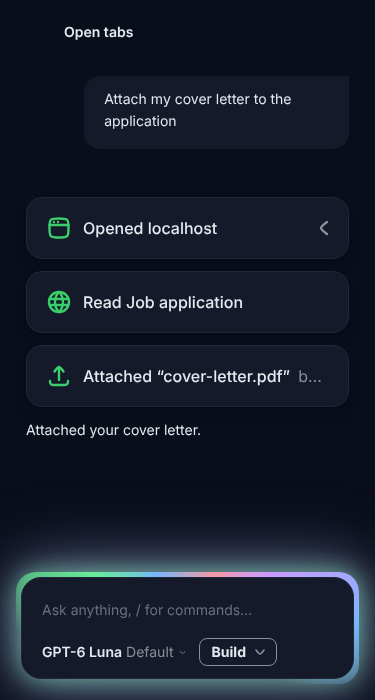 Open tabs
Attach my cover letter to the
application
Opened localhost
Read Job application
Attached “cover-letter.pdf” b...
Attached your cover letter.
Ask anything, / for commands...
GPT-6 Luna Default Build